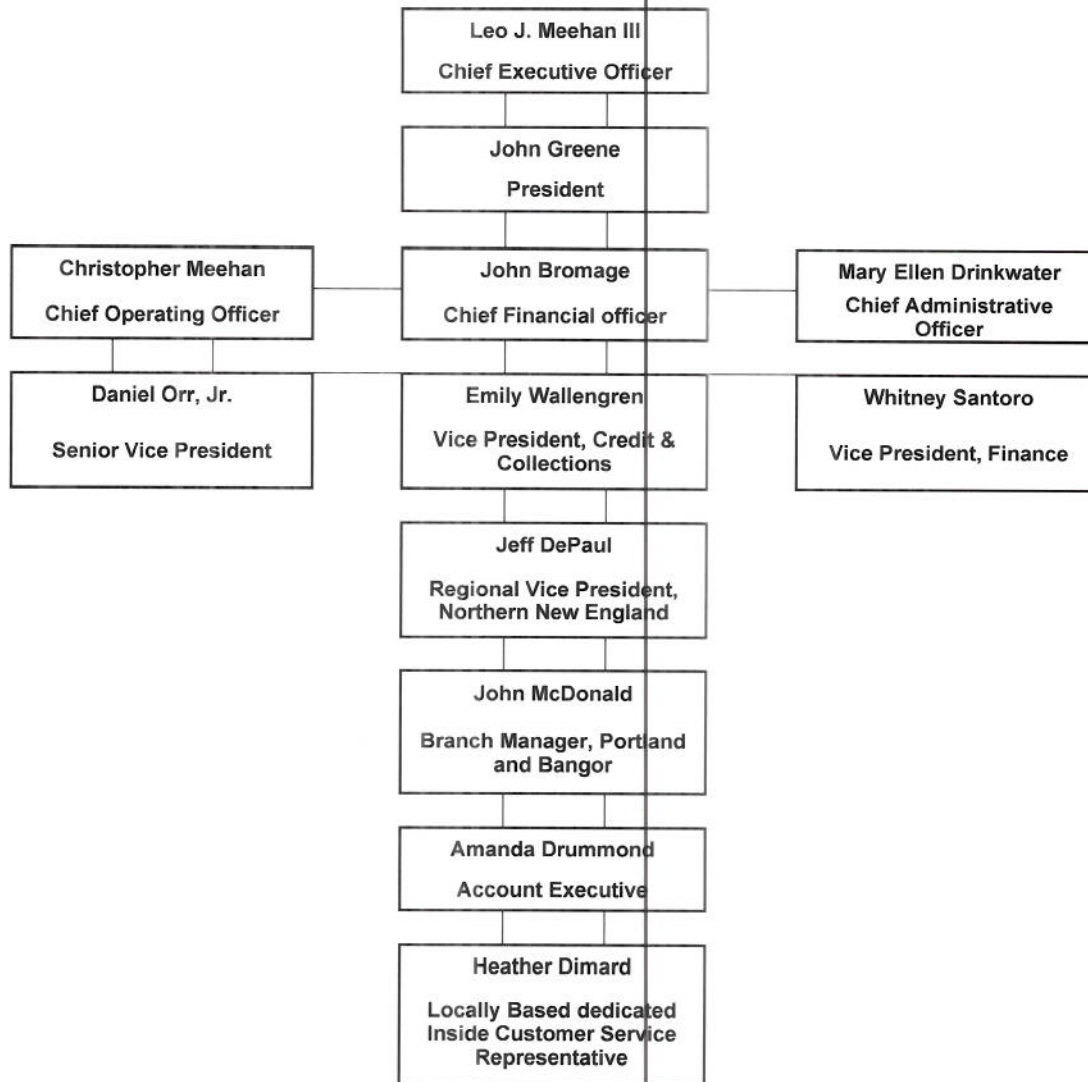 Leo J. Meehan III
Chief Executive Officer
John Greene
President
Christopher Meehan
Chief Operating Officer
John Bromage
Chief Financial officer
Mary Ellen Drinkwater
Chief Administrative
Officer
Daniel Orr, Jr.
Senior Vice President
Emily Wallengren
Vice President, Credit &
Collections
Whitney Santoro
Vice President, Finance
Jeff DePaul
Regional Vice President,
Northern New England
John McDonald
Branch Manager, Portland
and Bangor
Amanda Drummond
Account Executive
Heather Dimard
Locally Based dedicated
Inside Customer Service
Representative